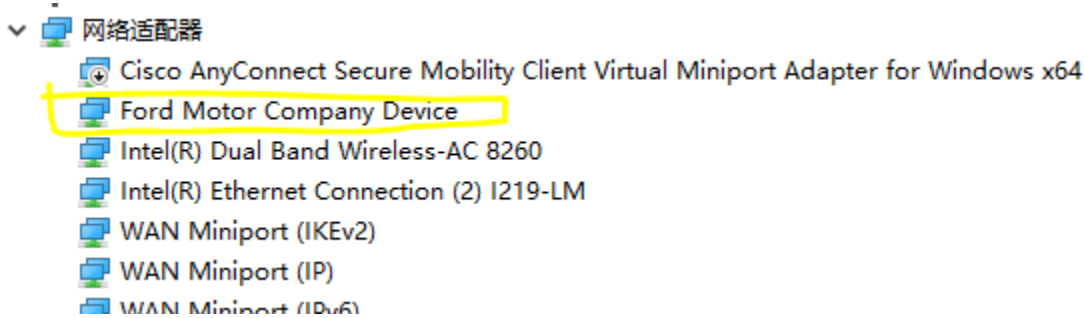 网络适配器
Cisco AnyConnect Secure Mobility Client Virtual Miniport Adapter for Windows x64
Ford Motor Company Device
Intel(R) Dual Band Wireless-AC 8260
Intel(R) Ethernet Connection (2) I219-LM
WAN Miniport (IKEv2)
WAN Miniport (IP)
WAN Miniport (IPv6)